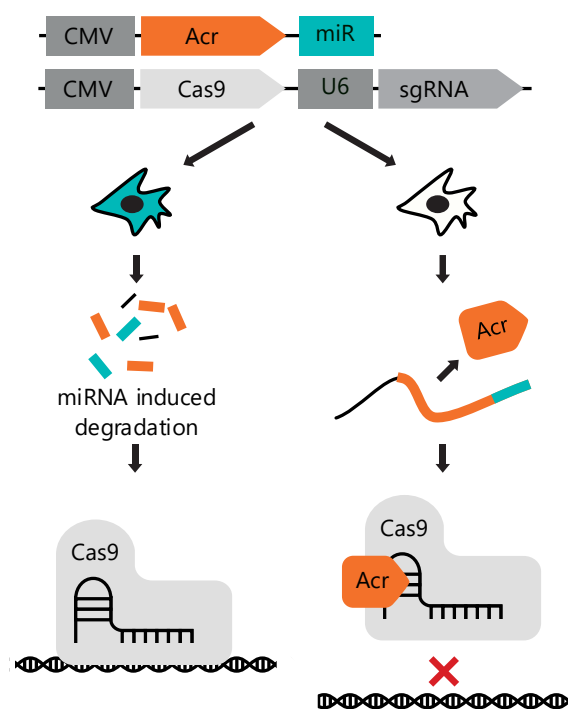 CMV Acr miR
CMV Cas9 U6 sgRNA
Acr
miRNA induced
degradation
Cas9
Cas9
Acr